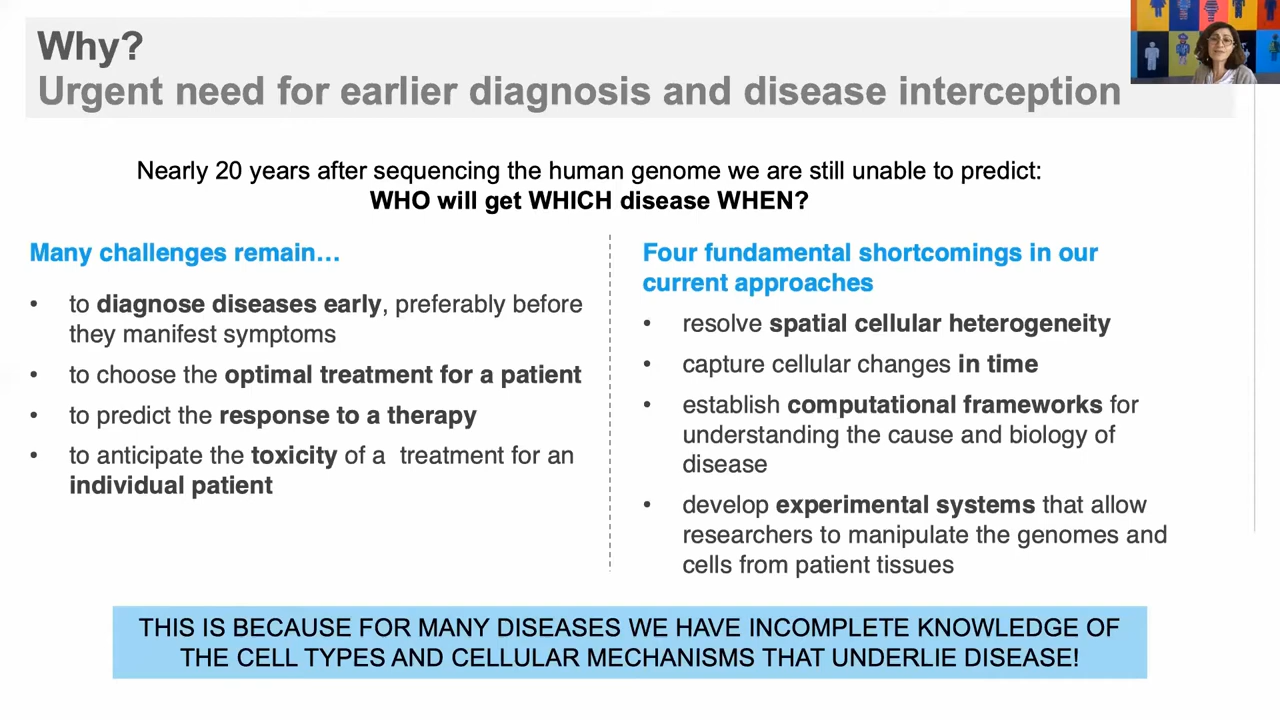 Why?
Urgent need for earlier diagnosis and disease interception
Nearly 20 years after sequencing the human genome we are still unable to predict:
WHO will get WHICH disease WHEN?
Many challenges remain…
• to diagnose diseases early, preferably before
they manifest symptoms
• to choose the optimal treatment for a patient
• to predict the response to a therapy
• to anticipate the toxicity of a treatment for an
individual patient
Four fundamental shortcomings in our
current approaches
• resolve spatial cellular heterogeneity
• capture cellular changes in time
• establish computational frameworks for
understanding the cause and biology of
disease
• develop experimental systems that allow
researchers to manipulate the genomes and
cells from patient tissues
THIS IS BECAUSE FOR MANY DISEASES WE HAVE INCOMPLETE KNOWLEDGE OF
THE CELL TYPES AND CELLULAR MECHANISMS THAT UNDERLIE DISEASE!